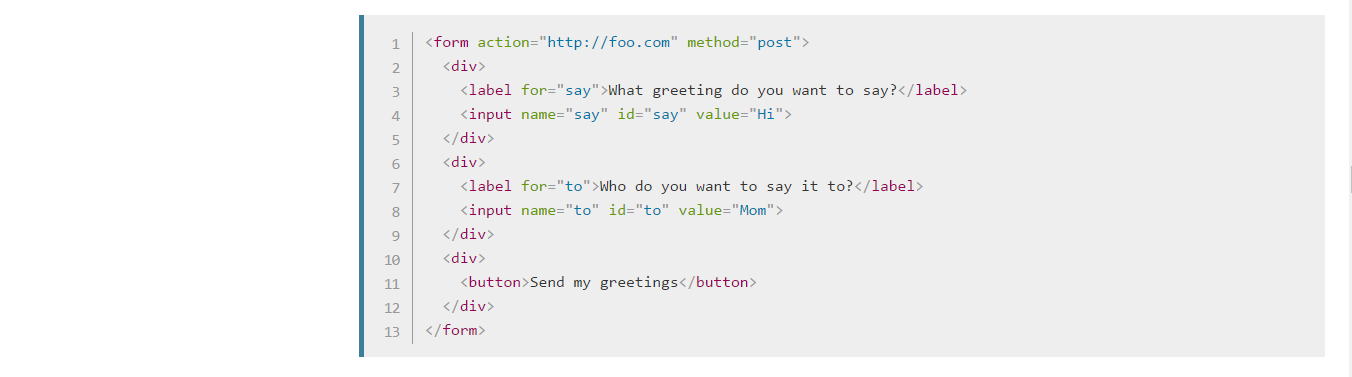 1 <form action="http://foo.com" method="post">
2   <div>
3     <label for="say">What greeting do you want to say?</label>
4     <input name="say" id="say" value="Hi">
5   </div>
6   <div>
7     <label for="to">Who do you want to say it to?</label>
8     <input name="to" id="to" value="Mom">
9   </div>
10   <div>
11     <button>Send my greetings</button>
12   </div>
13 </form>